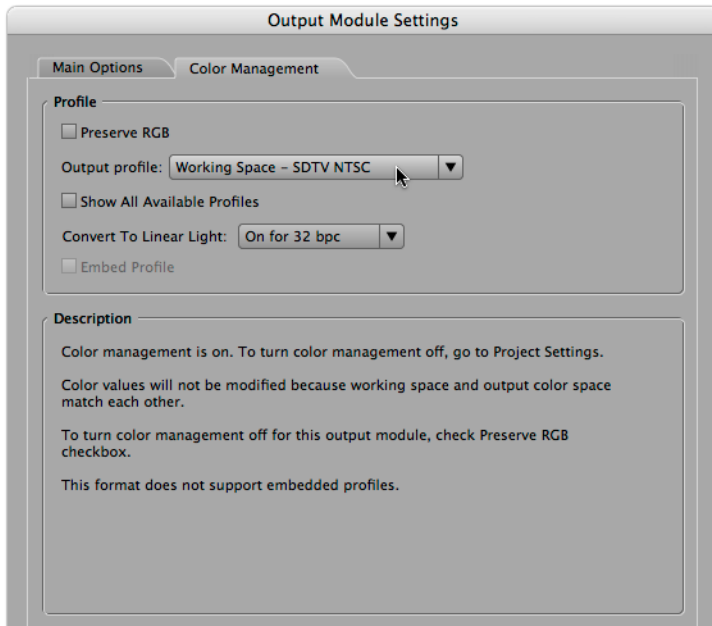 Output Module Settings
Main Options
Color Management
Profile
Preserve RGB
Output profile: Working Space – SDTV NTSC
Show All Available Profiles
Convert To Linear Light: On for 32 bpc
Embed Profile
Description
Color management is on. To turn color management off, go to Project Settings.
Color values will not be modified because working space and output color space
match each other.
To turn color management off for this output module, check Preserve RGB
checkbox.
This format does not support embedded profiles.